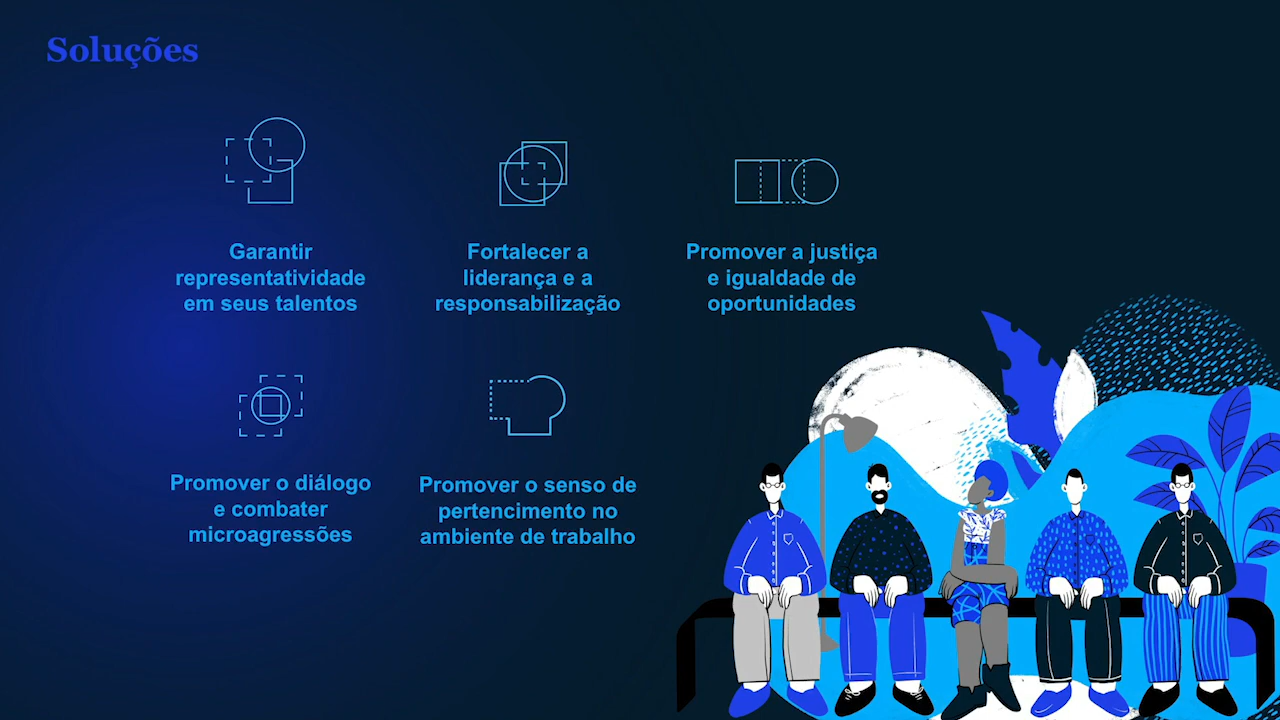 Soluções
Garantir
representatividade
em seus talentos
Fortalecer a
liderança e a
responsabilização
Promover a justiça
e igualdade de
oportunidades
Promover o diálogo
e combater
microagressões
Promover o senso de
pertencimento no
ambiente de trabalho